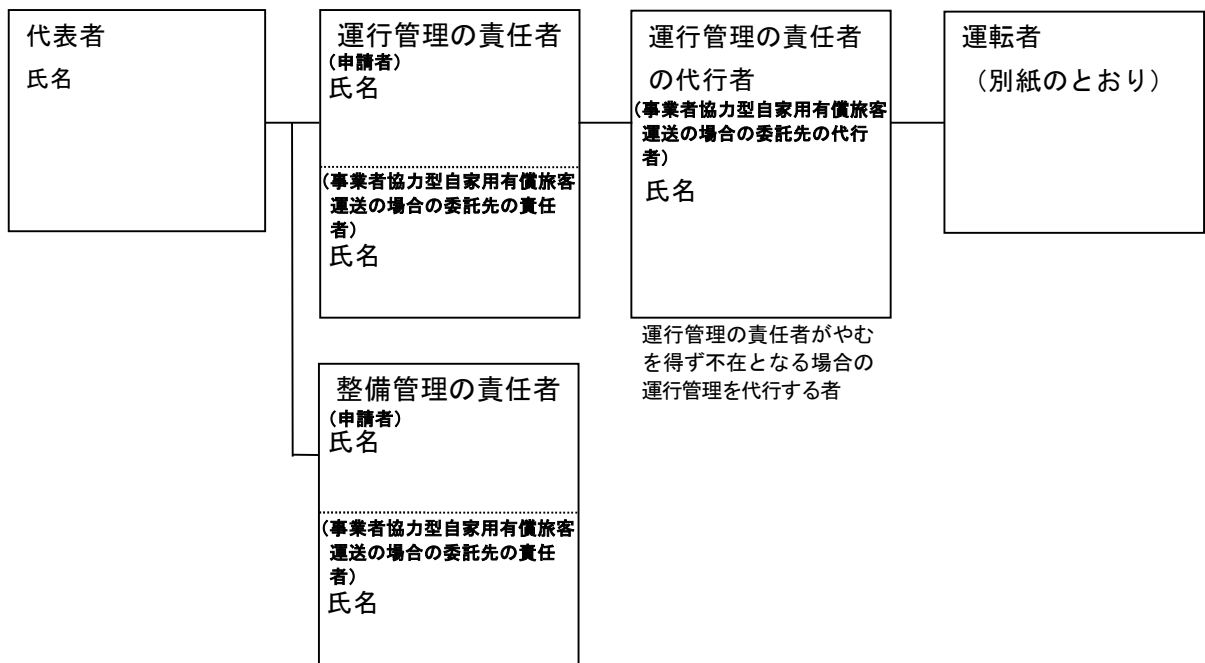 代表者
氏名
運行管理の責任者
(申請者)
氏名
(事業者協力型自家用有償旅客
運送の場合の委託先の責任
者)
氏名
運行管理の責任者
の代行者
(事業者協力型自家用有償旅客
運送の場合の委託先の代行
者)
氏名
運行管理の責任者がやむ
を得ず不在となる場合の
運行管理を代行する者
運転者
(別紙のとおり)
整備管理の責任者
(申請者)
氏名
(事業者協力型自家用有償旅客
運送の場合の委託先の責任
者)
氏名